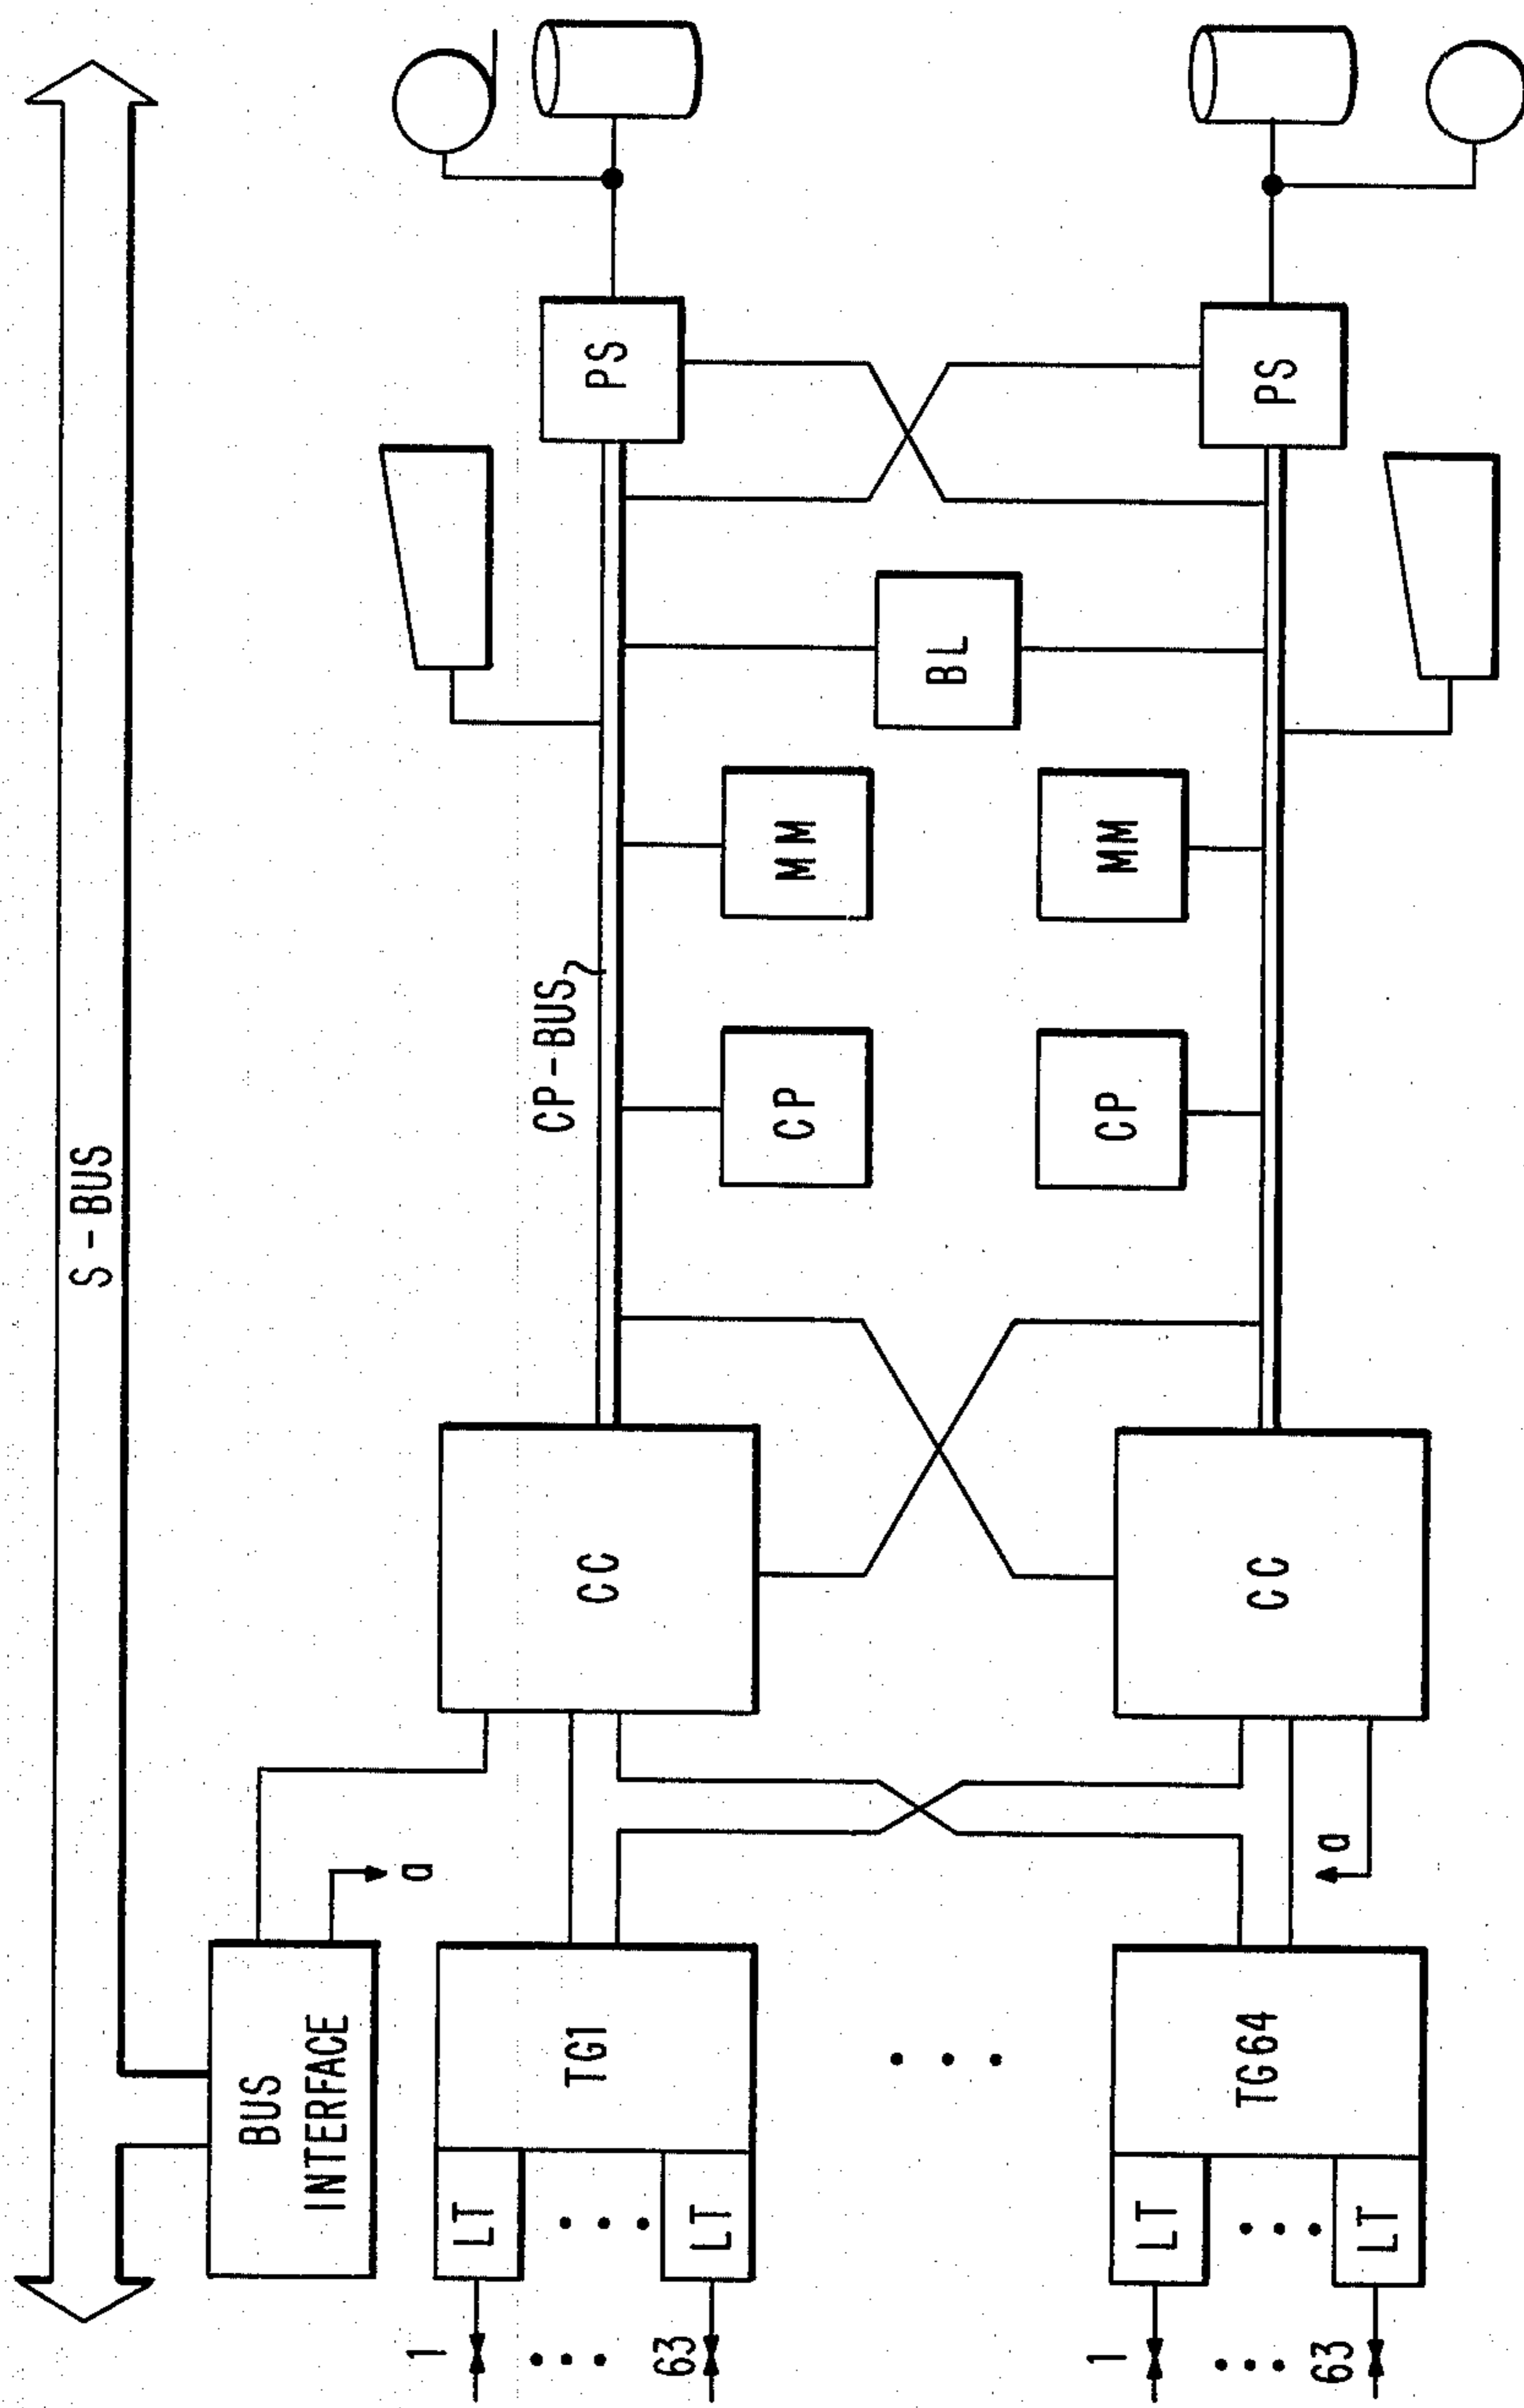 S-BUS
BUS
INTERFACE
a
CP-BUS
1
63
LT
LT
TG1
CC
CP
MM
PS
BL
1
63
LT
LT
TG64
a
CC
CP
MM
PS